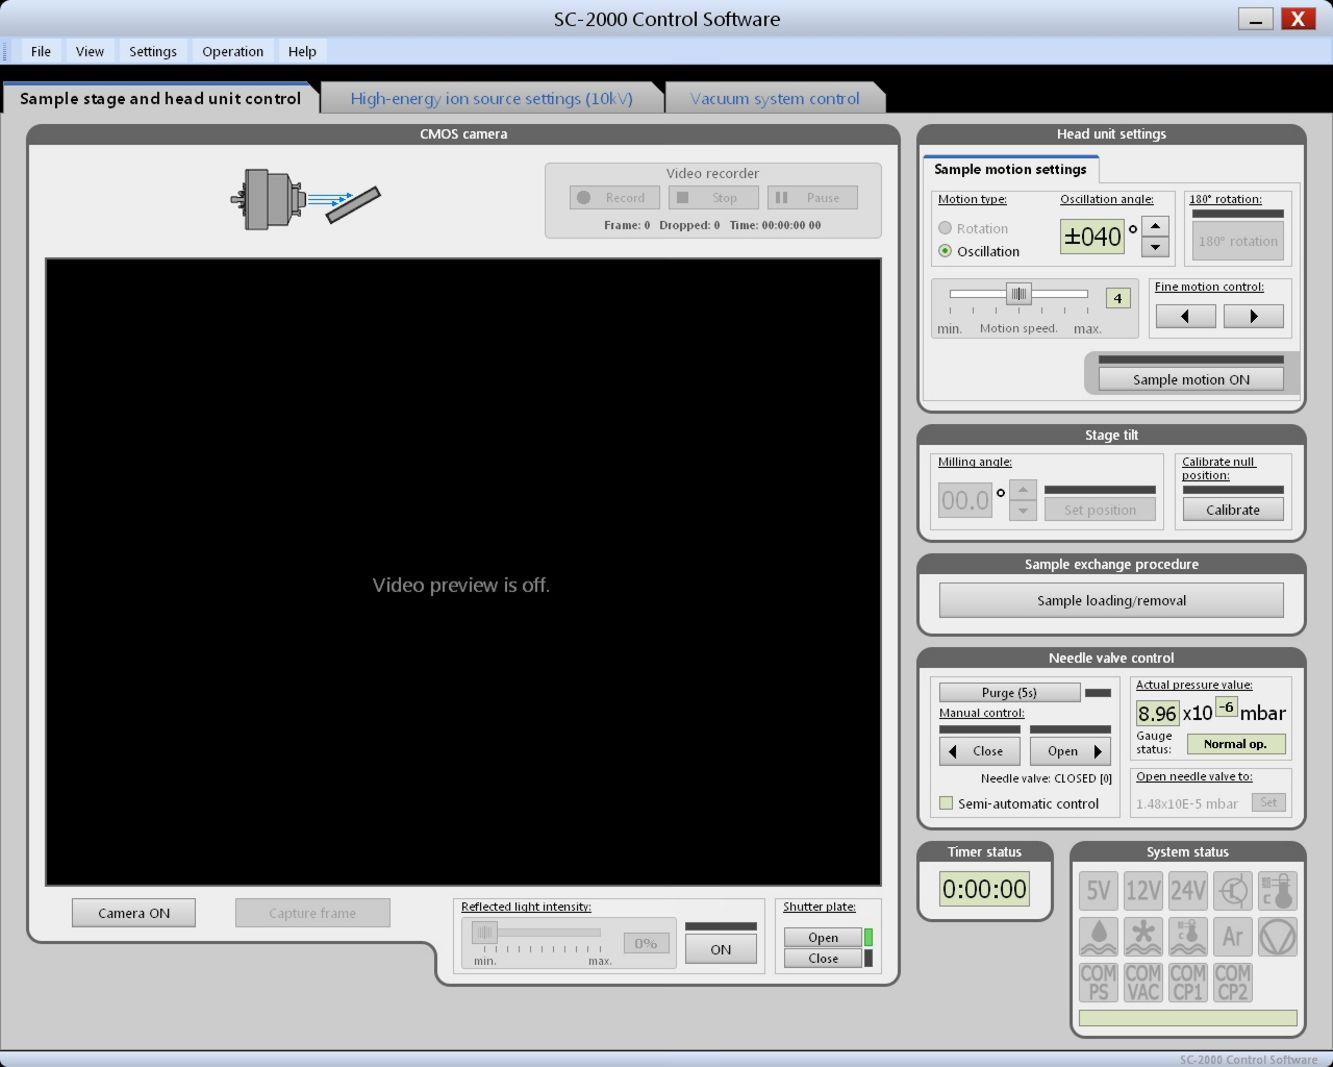 SC-2000 Control Software
File View Settings Operation Help
Sample stage and head unit control High-energy ion source settings (10kV) Vacuum system control
CMOS camera
Video recorder
Record Stop Pause
Frame: 0 Dropped: 0 Time: 00:00:00 00
Video preview is off.
Camera ON Capture frame
Reflected light intensity:
0%
min. max.
ON
Shutter plate:
Open
Close
Head unit settings
Sample motion settings
Motion type:
Rotation
Oscillation
Oscillation angle:
±040 °
180° rotation:
180° rotation
4
min. Motion speed. max.
Fine motion control:
Sample motion ON
Stage tilt
Milling angle:
00.0 °
Set position
Calibrate null
position:
Calibrate
Sample exchange procedure
Sample loading/removal
Needle valve control
Purge (5s)
Manual control:
Close Open
Needle valve: CLOSED [0]
Semi-automatic control
Actual pressure value:
8.96 x10 -6 mbar
Gauge
status:
Normal op.
Open needle valve to:
1.48x10E-5 mbar Set
Timer status
0:00:00
System status
5V 12V 24V C
C Ar
COM PS COM VAC COM CP1 COM CP2
SC-2000 Control Software